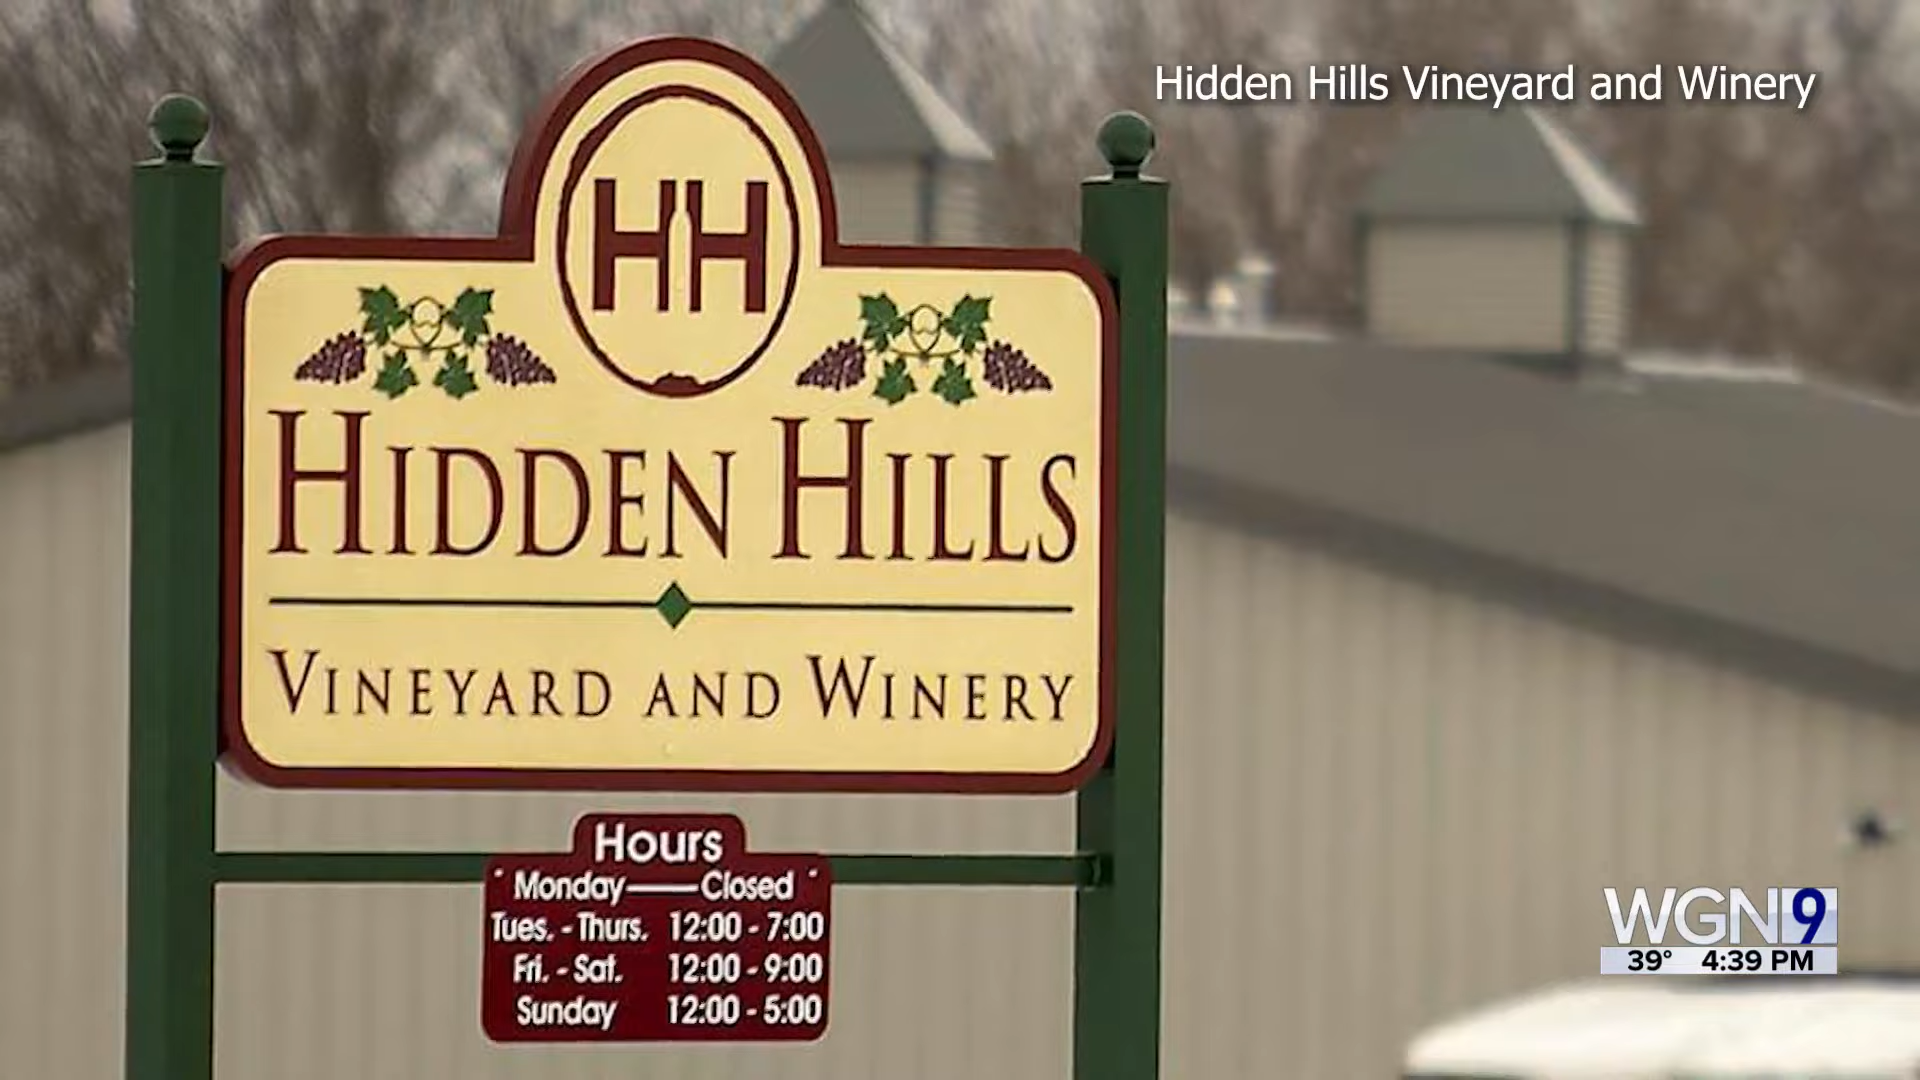 Hidden Hills Vineyard and Winery
HH
HIDDEN HILLS
VINEYARD AND WINERY
Hours
Monday — Closed
Tues. - Thurs. 12:00 - 7:00
Fri. - Sat. 12:00 - 9:00
Sunday 12:00 - 5:00
WGN9
39° 4:39 PM